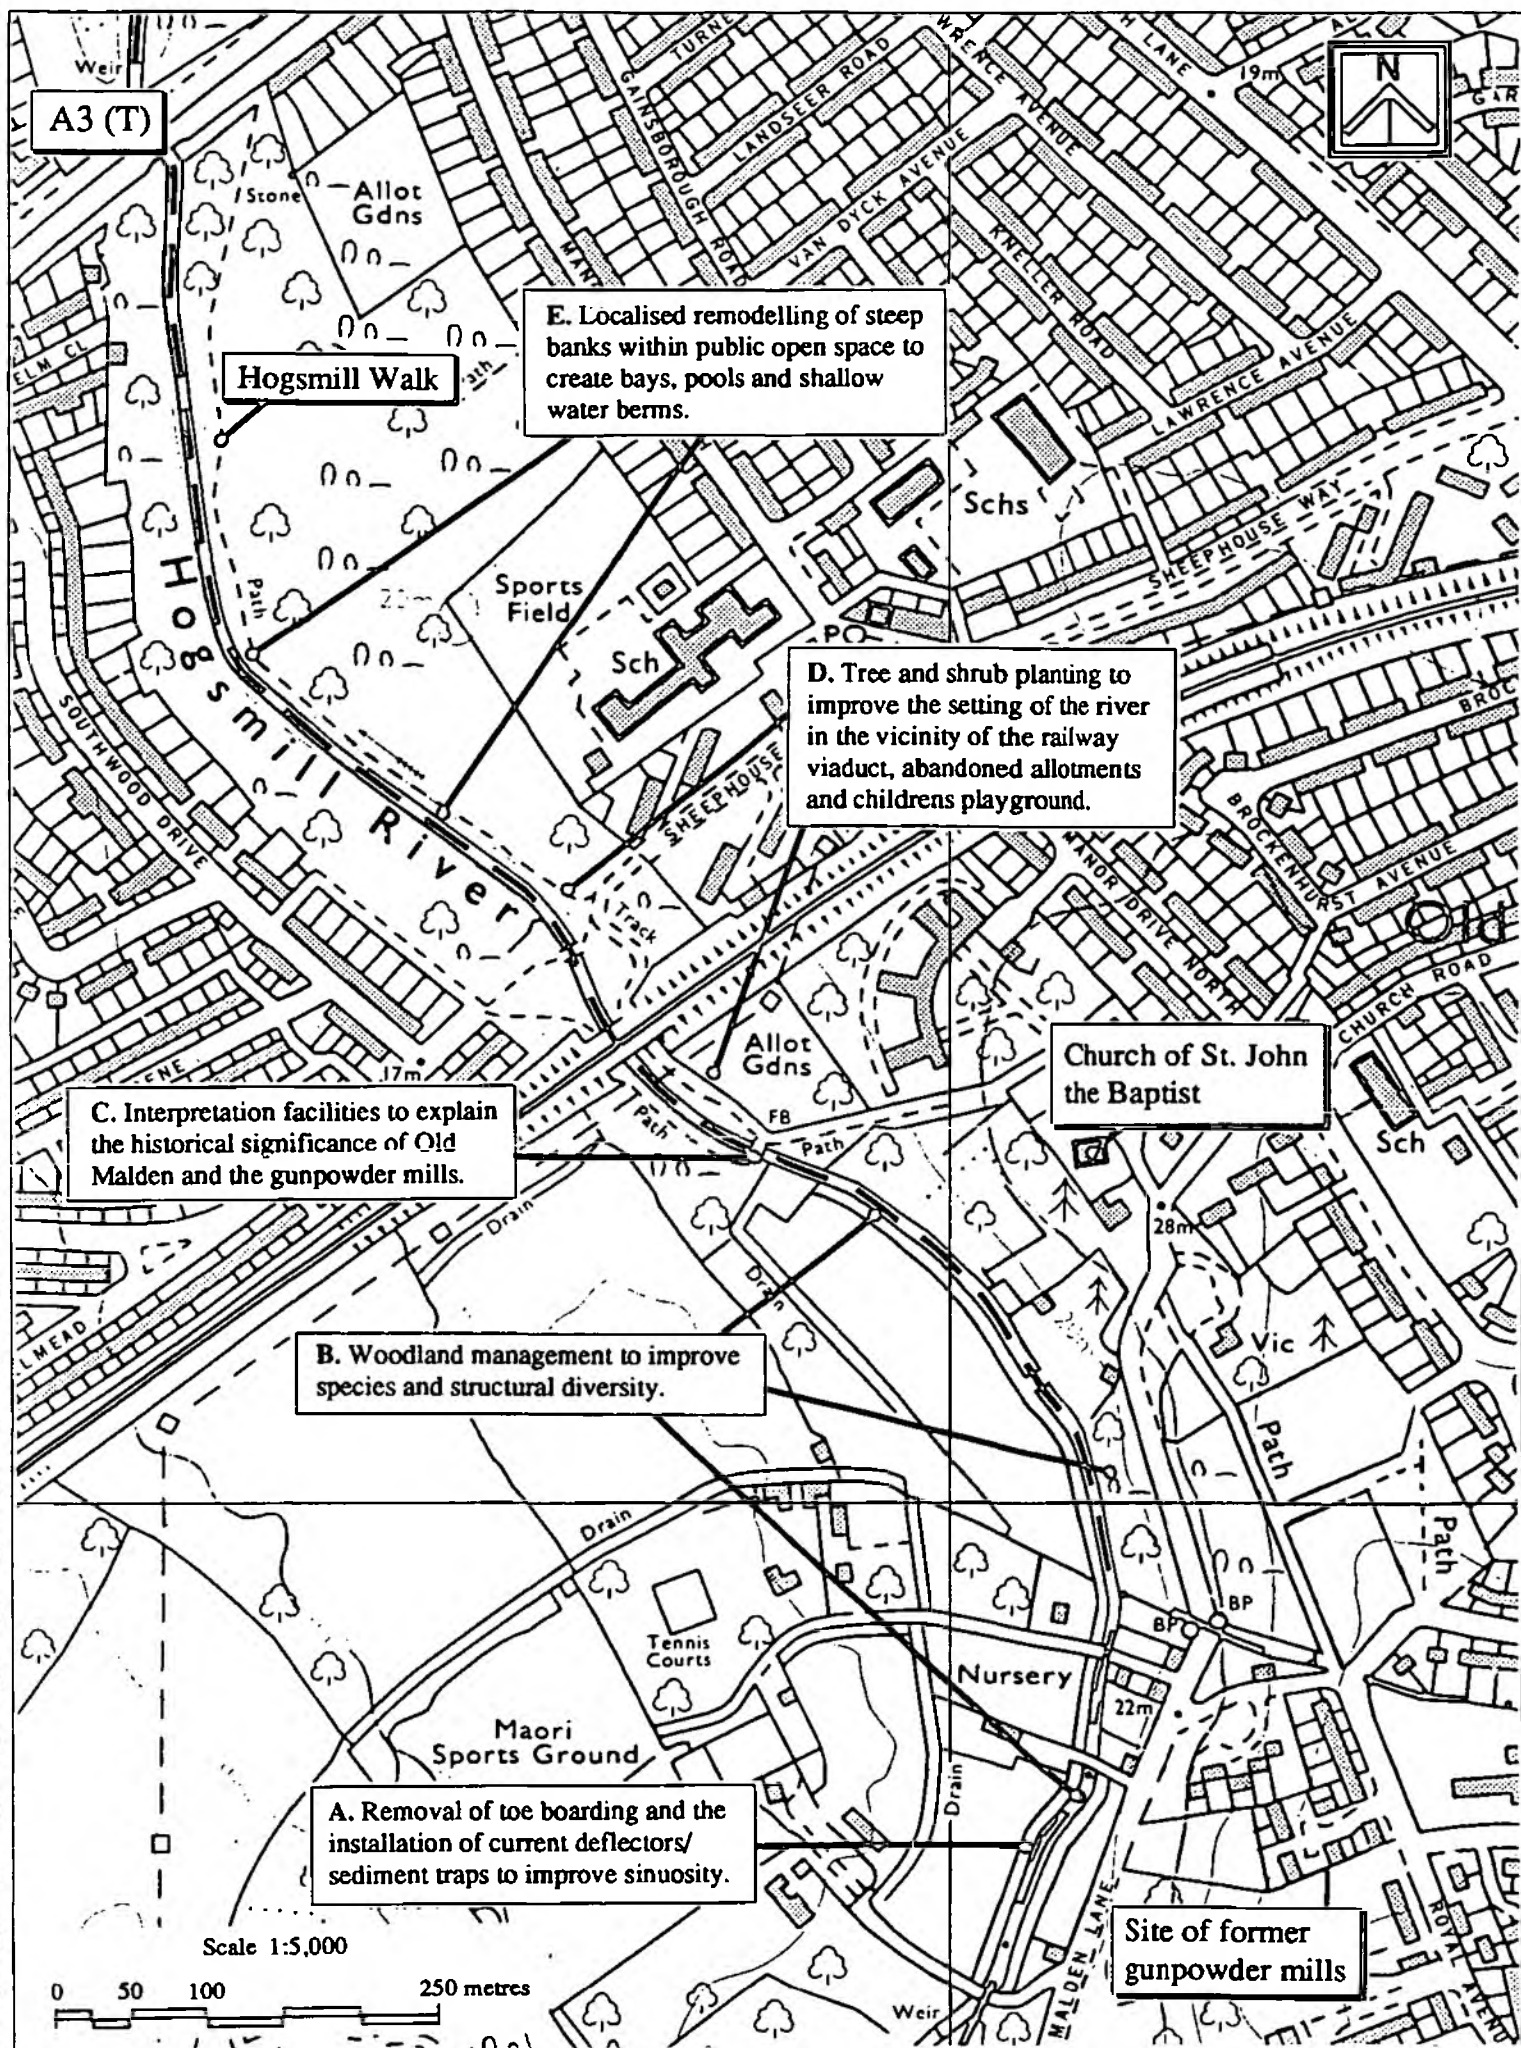 Weir
A3 (T)
Stone
Allot
Gdns
GAINSBOROUGH ROAD
LANDSEER ROAD
VAN DYCK AVENUE
AVENUE
LANE
19m
N
KNELLER ROAD
LAWRENCE AVENUE
ELM CL
Hogsmill Walk
E. Localised remodelling of steep
banks within public open space to
create bays, pools and shallow
water berms.
Schs
SHEEPHOUSE WAY
Path
Sports
Field
Sch
Hogsmill River
SOUTHWOOD DRIVE
D. Tree and shrub planting to
improve the setting of the river
in the vicinity of the railway
viaduct, abandoned allotments
and childrens playground.
SHEEPHOUSE
Track
MANOR DRIVE NORTH
BROCKENHURST AVENUE
Old
CHURCH ROAD
17m
Allot
Gdns
FB
Path
Path
Church of St. John
the Baptist
Sch
C. Interpretation facilities to explain
the historical significance of Old
Malden and the gunpowder mills.
Drain
28m
Drain
Vic
B. Woodland management to improve
species and structural diversity.
Path
Path
Drain
BP
BP
Tennis
Courts
Nursery
22m
Maori
Sports Ground
Drain
A. Removal of toe boarding and the
installation of current deflectors/
sediment traps to improve sinuosity.
MALDEN LANE
Site of former
gunpowder mills
ROYAL AVENUE
Scale 1:5,000
0 50 100 250 metres
Weir